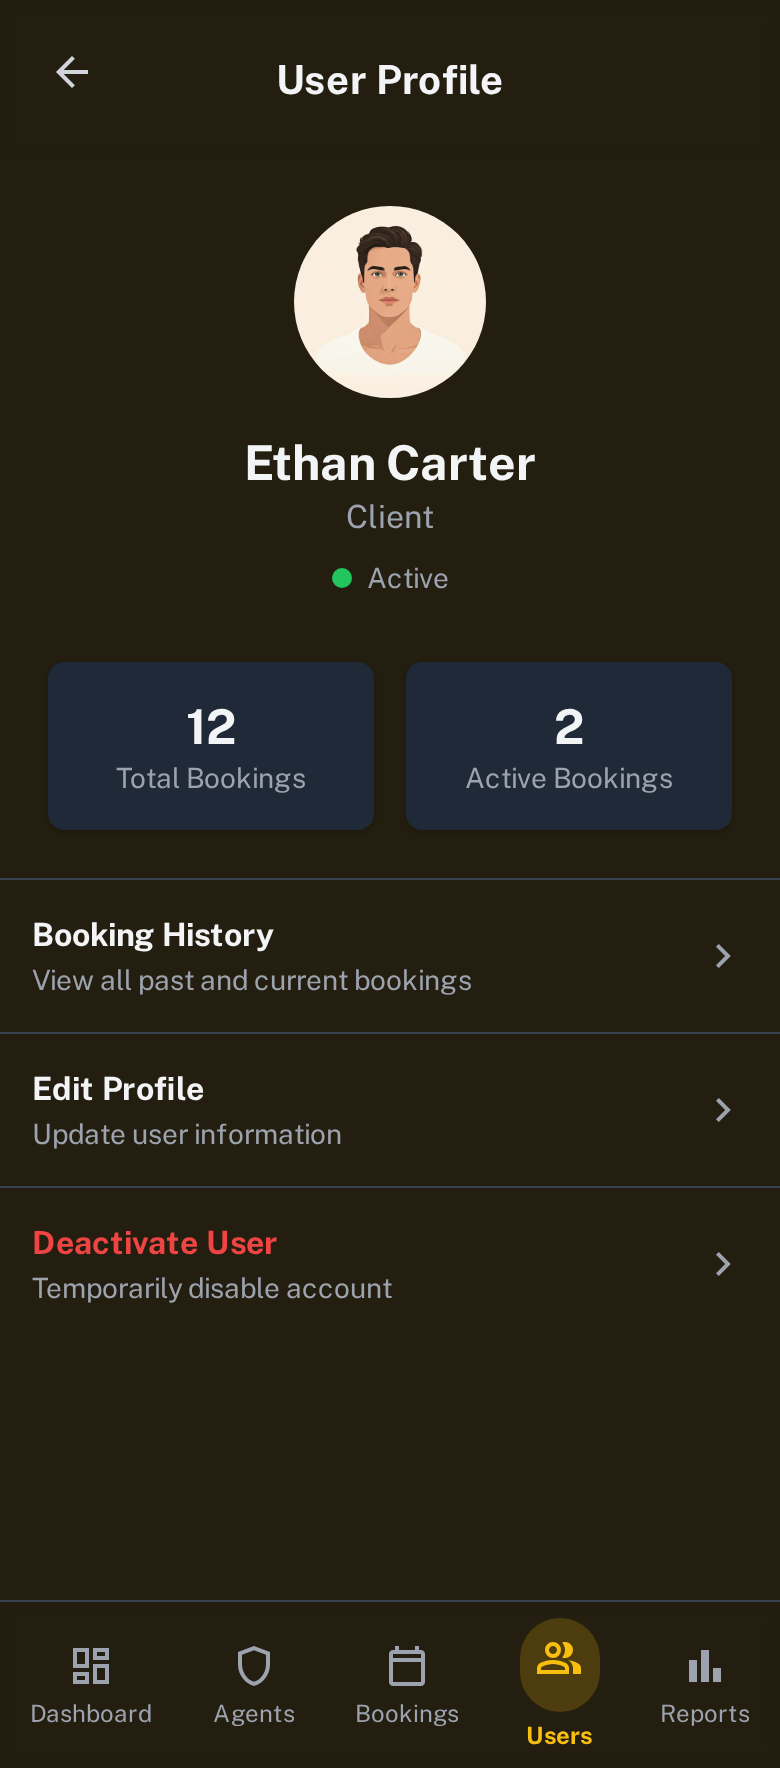 User Profile
Ethan Carter
Client
Active
12
Total Bookings
2
Active Bookings
Booking History
View all past and current bookings
Edit Profile
Update user information
Deactivate User
Temporarily disable account
Dashboard
Agents
Bookings
Users
Reports